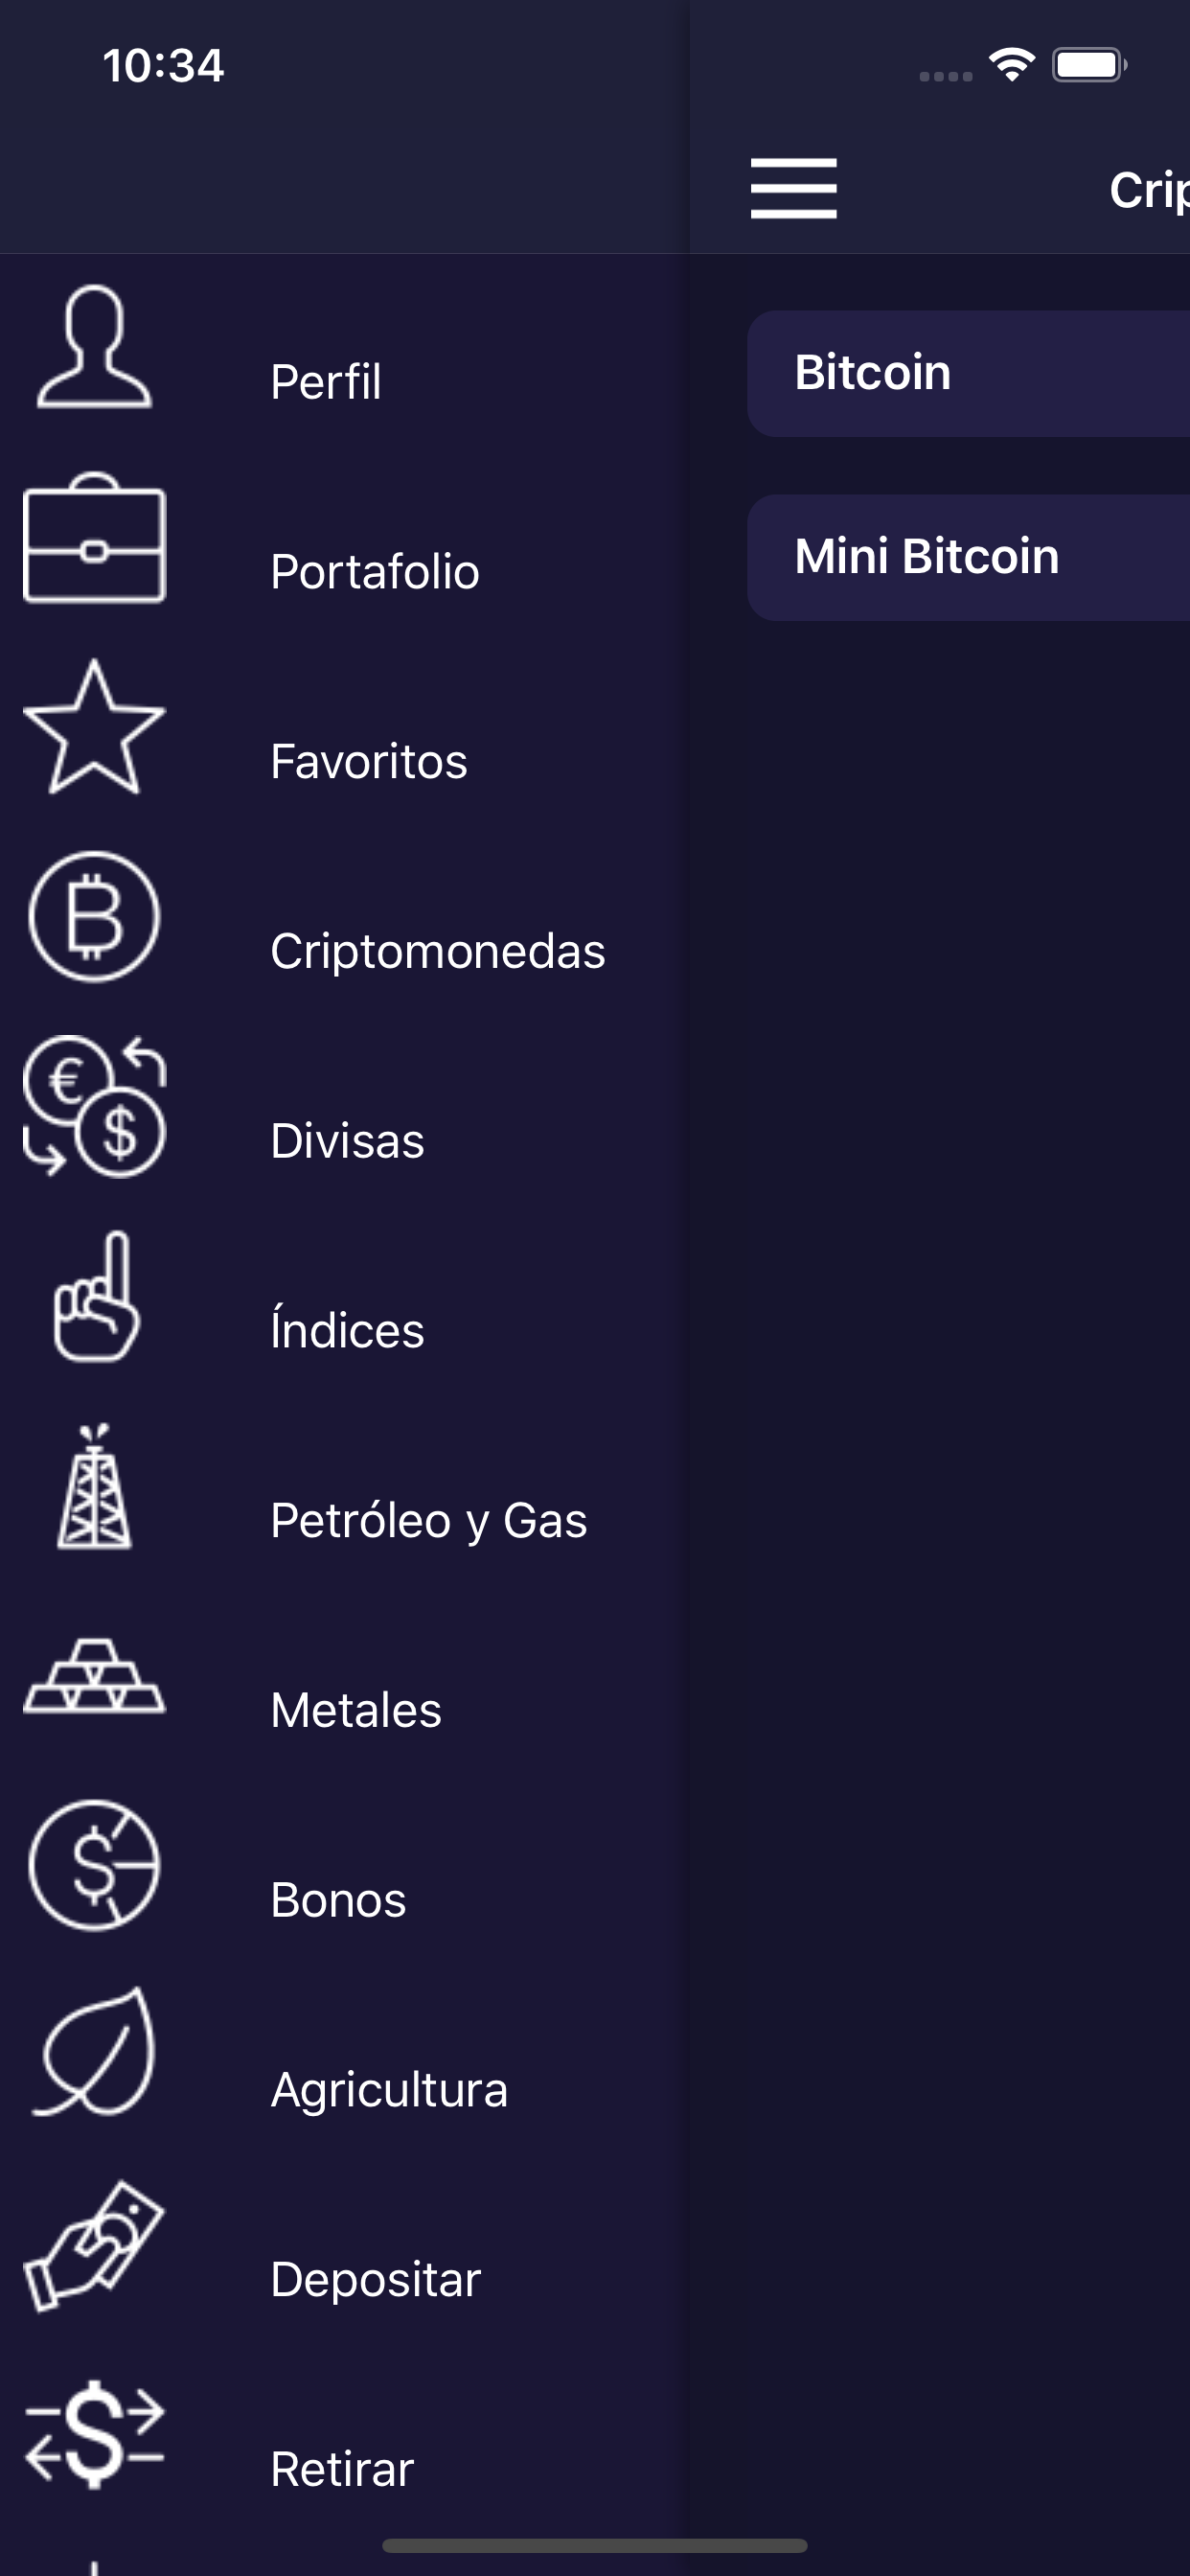 10:34
Crip
Perfil
Bitcoin
Portafolio
Mini Bitcoin
Favoritos
Criptomonedas
Divisas
Índices
Petróleo y Gas
Metales
Bonos
Agricultura
Depositar
Retirar